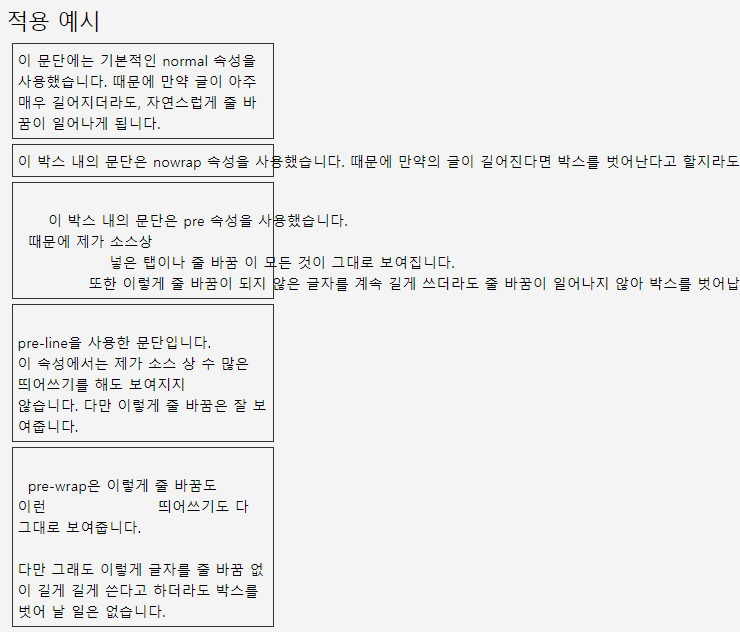 적용 예시
이 문단에는 기본적인 normal 속성을
사용했습니다. 때문에 만약 글이 아주
매우 길어지더라도, 자연스럽게 줄 바
꿈이 일어나게 됩니다.
이 박스 내의 문단은 nowrap 속성을 사용했습니다. 때문에 만약의 글이 길어진다면 박스를 벗어난다고 할지라도
이 박스 내의 문단은 pre 속성을 사용했습니다.
때문에 제가 소스상
넣은 탭이나 줄 바꿈 이 모든 것이 그대로 보여집니다.
또한 이렇게 줄 바꿈이 되지 않은 글자를 계속 길게 쓰더라도 줄 바꿈이 일어나지 않아 박스를 벗어납
pre-line을 사용한 문단입니다.
이 속성에서는 제가 소스 상 수 많은
띄어쓰기를 해도 보여지지
않습니다. 다만 이렇게 줄 바꿈은 잘 보
여줍니다.
pre-wrap은 이렇게 줄 바꿈도
이런 띄어쓰기도 다
그대로 보여줍니다.
다만 그래도 이렇게 글자를 줄 바꿈 없
이 길게 길게 쓴다고 하더라도 박스를
벗어 날 일은 없습니다.